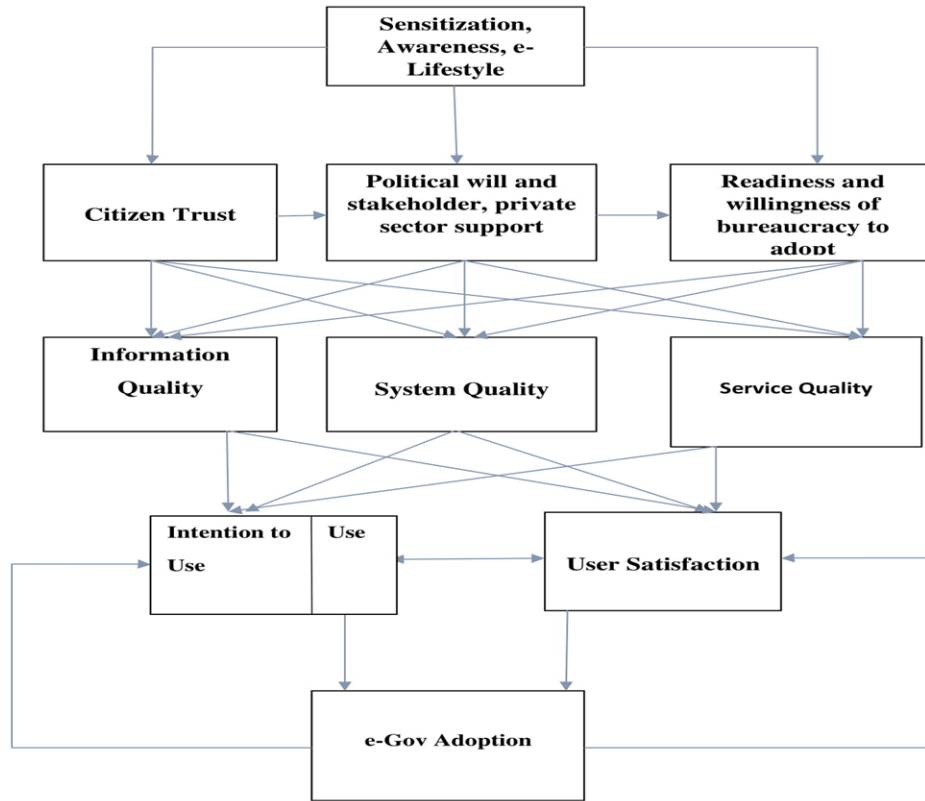 Sensitization,
Awareness, e-
Lifestyle
Citizen Trust
Political will and
stakeholder, private
sector support
Readiness and
willingness of
bureaucracy to
adopt
Information
Quality
System Quality
Service Quality
Intention to
Use
Use
User Satisfaction
e-Gov Adoption